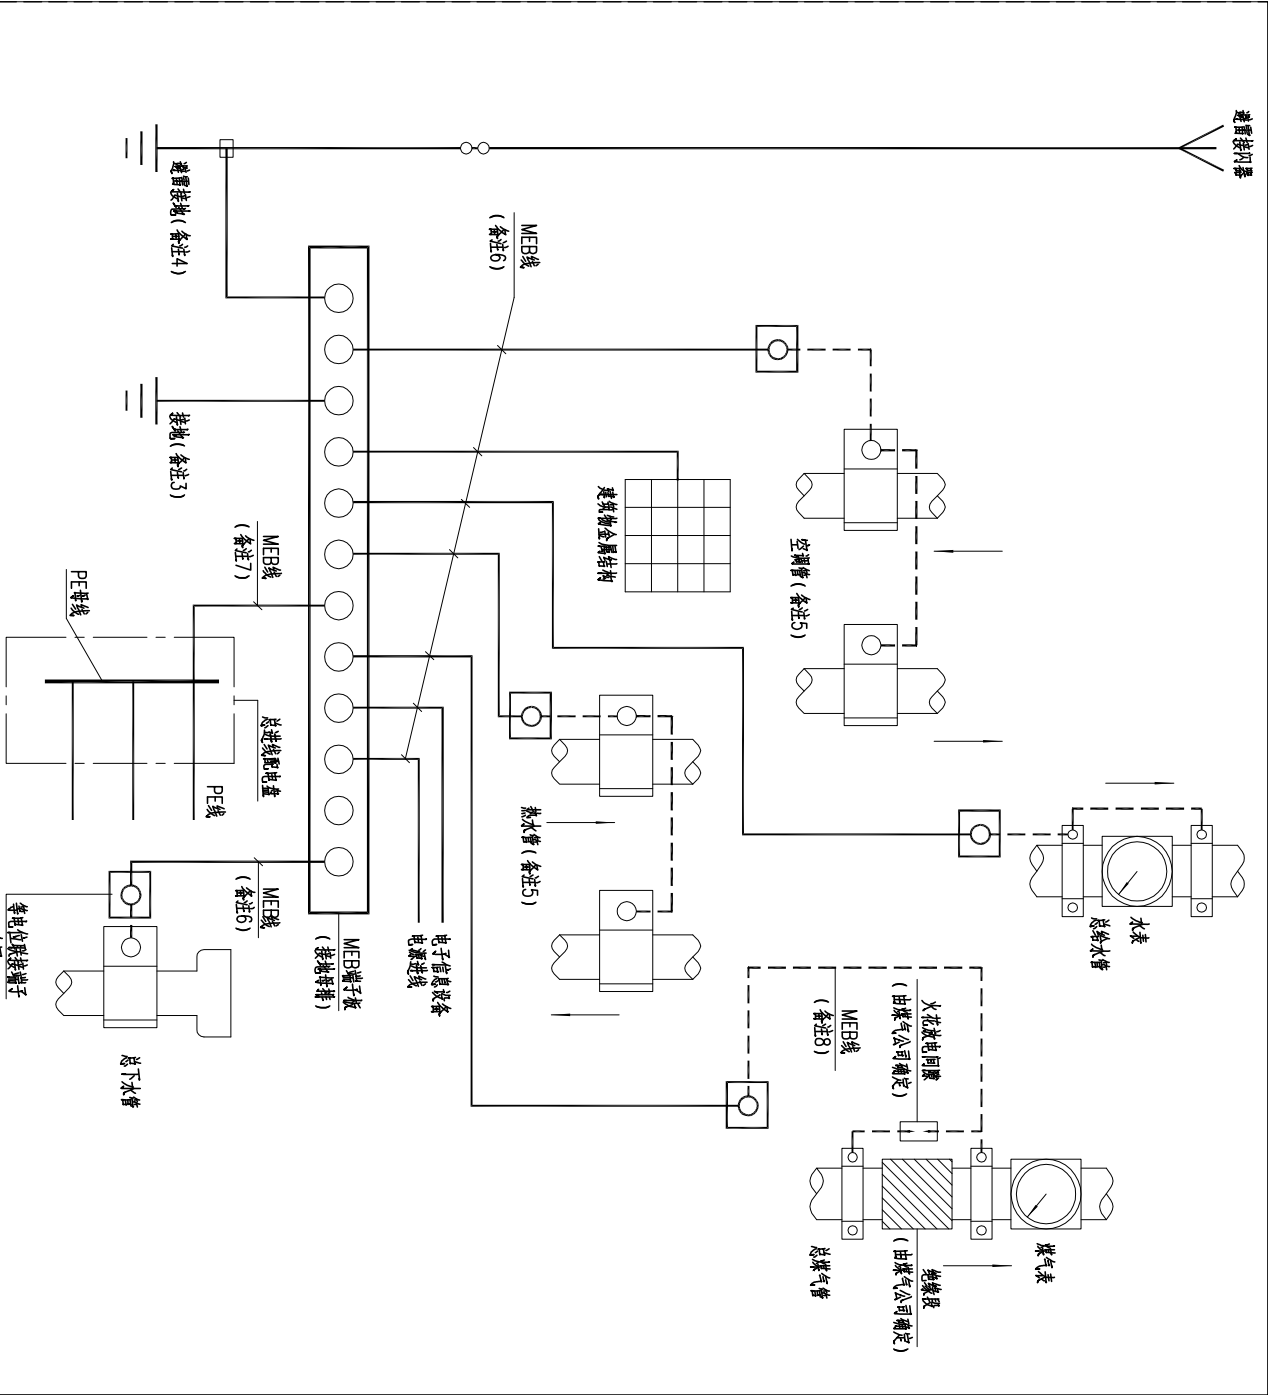 避雷接闪器
避雷接地(备注4)
MEB线
(备注6)
接地(备注3)
建筑物金属结构
空调管(备注5)
MEB线
(备注7)
PE母线
总进线配电盘
PE线
热水管(备注5)
水表
总给水管
MEB线
(备注6)
等电位联接端子
MEB端子板
(接地母排)
电子信息设备
电源进线
总下水管
MEB线
(备注8)
火花放电间隙
(由煤气公司确定)
煤气表
总煤气管
绝缘段
(由煤气公司确定)